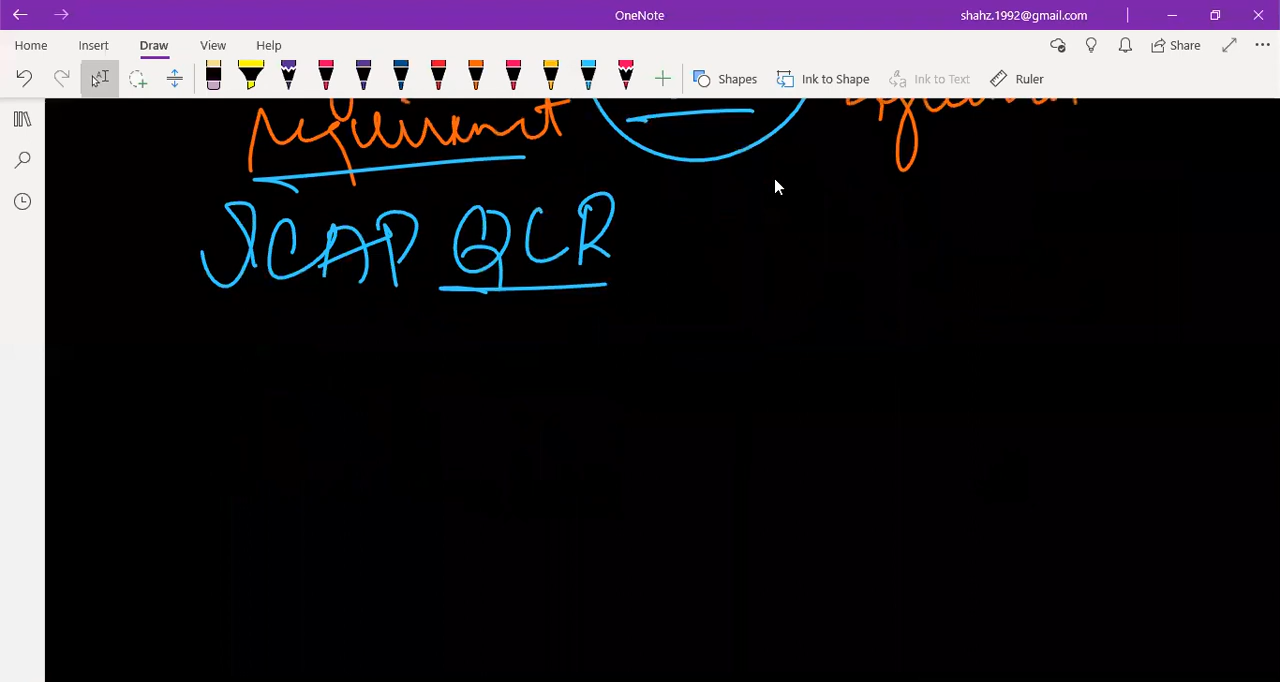 OneNote
shahz.1992@gmail.com
Home Insert Draw View Help
Share
Shapes Ink to Shape Ink to Text Ruler
requirement
QCR